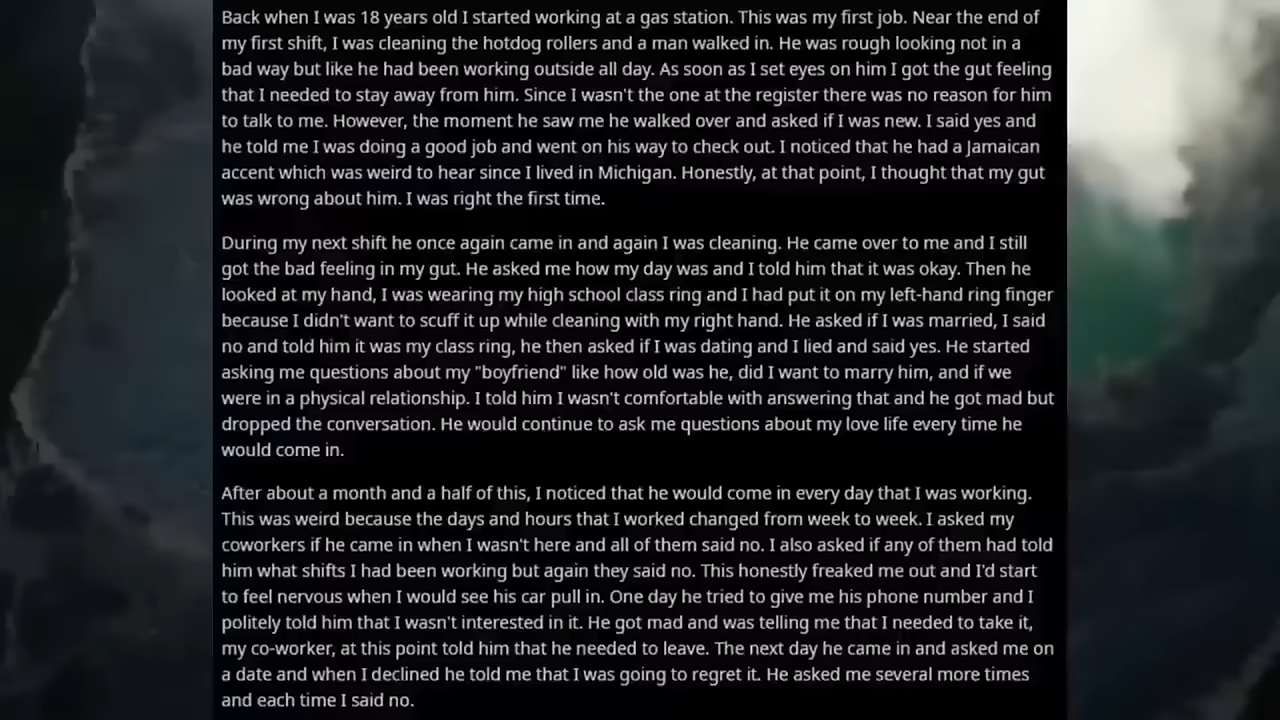 Back when I was 18 years old I started working at a gas station. This was my first job. Near the end of
my first shift, I was cleaning the hotdog rollers and a man walked in. He was rough looking not in a
bad way but like he had been working outside all day. As soon as I set eyes on him I got the gut feeling
that I needed to stay away from him. Since I wasn't the one at the register there was no reason for him
to talk to me. However, the moment he saw me he walked over and asked if I was new. I said yes and
he told me I was doing a good job and went on his way to check out. I noticed that he had a Jamaican
accent which was weird to hear since I lived in Michigan. Honestly, at that point, I thought that my gut
was wrong about him. I was right the first time.
During my next shift he once again came in and again I was cleaning. He came over to me and I still
got the bad feeling in my gut. He asked me how my day was and I told him that it was okay. Then he
looked at my hand, I was wearing my high school class ring and I had put it on my left-hand ring finger
because I didn't want to scuff it up while cleaning with my right hand. He asked if I was married, I said
no and told him it was my class ring, he then asked if I was dating and I lied and said yes. He started
asking me questions about my "boyfriend" like how old was he, did I want to marry him, and if we
were in a physical relationship. I told him I wasn't comfortable with answering that and he got mad but
dropped the conversation. He would continue to ask me questions about my love life every time he
would come in.
After about a month and a half of this, I noticed that he would come in every day that I was working.
This was weird because the days and hours that I worked changed from week to week. I asked my
coworkers if he came in when I wasn't here and all of them said no. I also asked if any of them had told
him what shifts I had been working but again they said no. This honestly freaked me out and I'd start
to feel nervous when I would see his car pull in. One day he tried to give me his phone number and I
politely told him that I wasn't interested in it. He got mad and was telling me that I needed to take it,
my co-worker, at this point told him that he needed to leave. The next day he came in and asked me on
a date and when I declined he told me that I was going to regret it. He asked me several more times
and each time I said no.